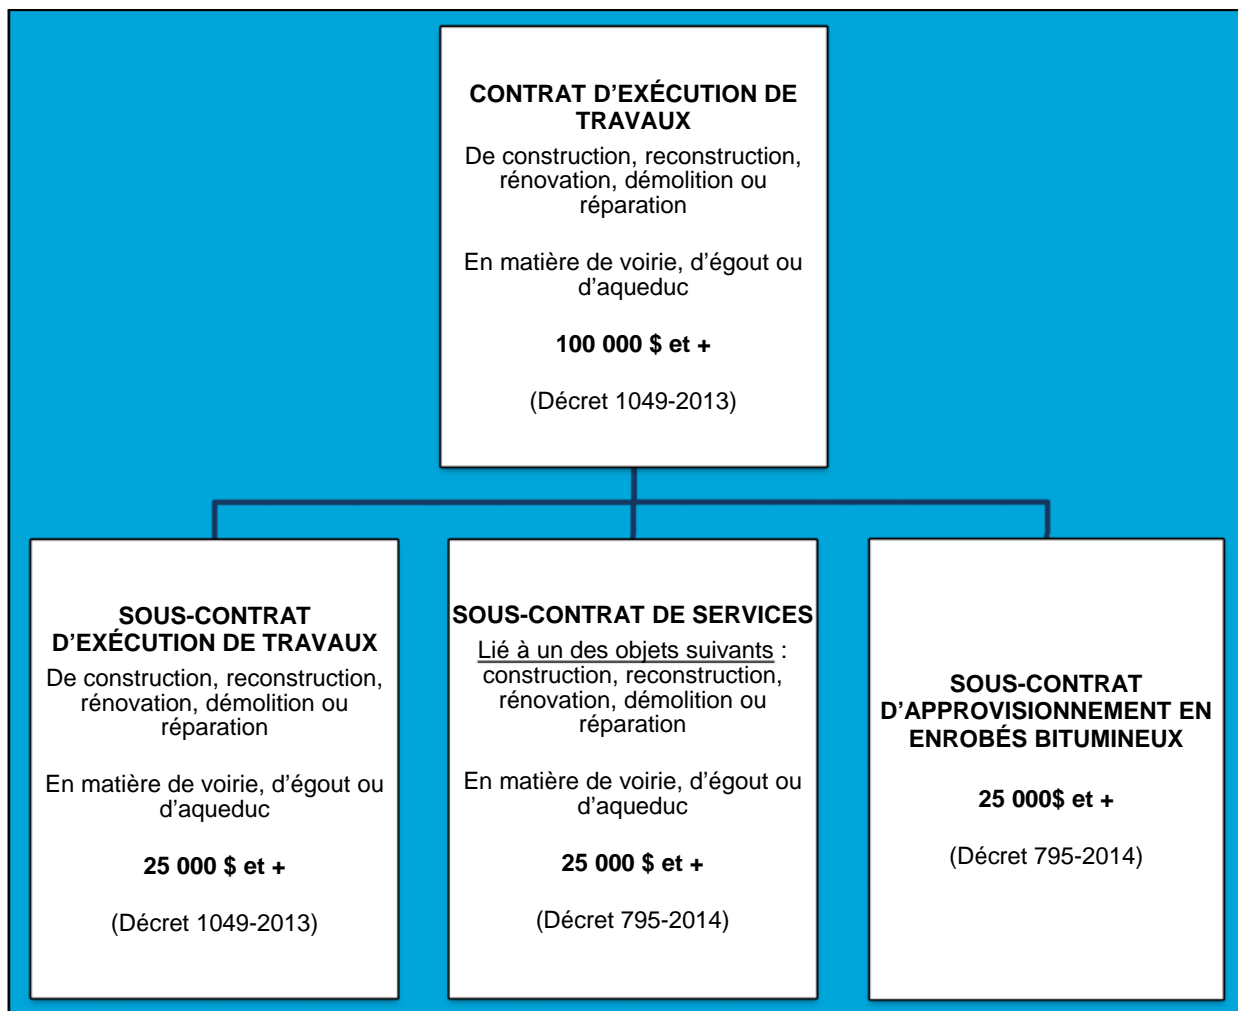 CONTRAT D'EXÉCUTION DE
TRAVAUX
De construction, reconstruction,
rénovation, démolition ou
réparation
En matière de voirie, d'égout ou
d'aqueduc
100 000 $ et +
(Décret 1049-2013)
SOUS-CONTRAT
D'EXÉCUTION DE TRAVAUX
De construction, reconstruction,
rénovation, démolition ou
réparation
En matière de voirie, d'égout ou
d'aqueduc
25 000 $ et +
(Décret 1049-2013)
SOUS-CONTRAT DE SERVICES
Lié à un des objets suivants :
construction, reconstruction,
rénovation, démolition ou
réparation
En matière de voirie, d'égout ou
d'aqueduc
25 000 $ et +
(Décret 795-2014)
SOUS-CONTRAT
D'APPROVISIONNEMENT EN
ENROBÉS BITUMINEUX
25 000$ et +
(Décret 795-2014)